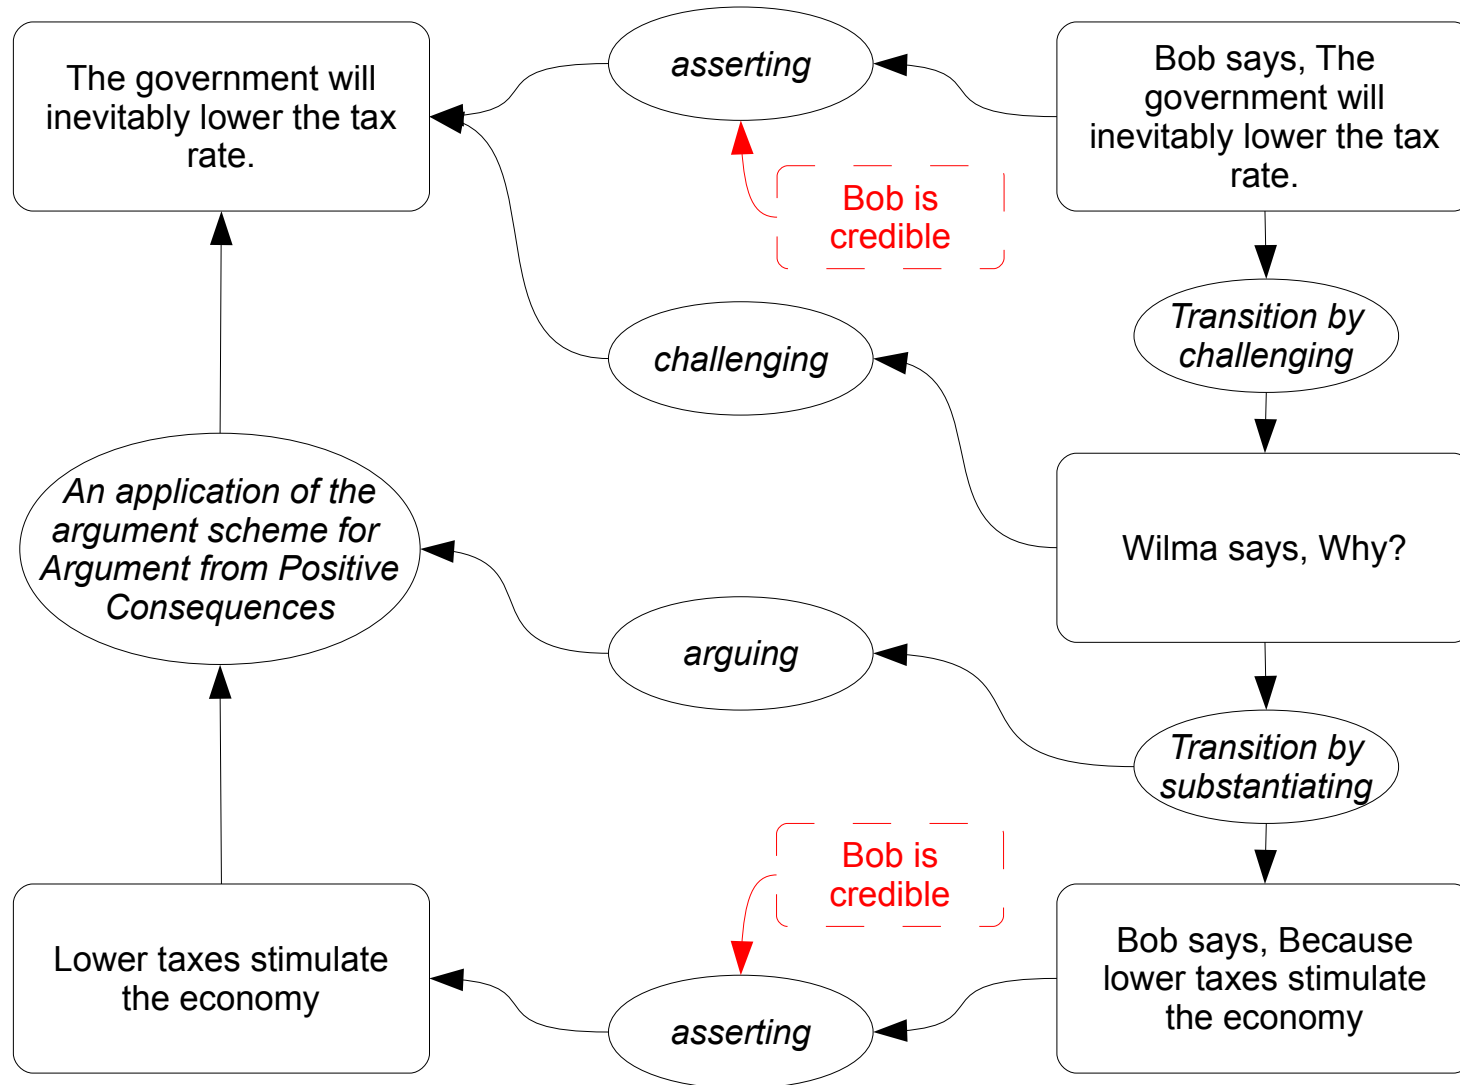 The government will
inevitably lower the tax
rate.
asserting
Bob says, The
government will
inevitably lower the tax
rate.
Bob is
credible
challenging
Transition by
challenging
An application of the
argument scheme for
Argument from Positive
Consequences
Wilma says, Why?
arguing
Transition by
substantiating
Bob is
credible
Lower taxes stimulate
the economy
asserting
Bob says, Because
lower taxes stimulate
the economy